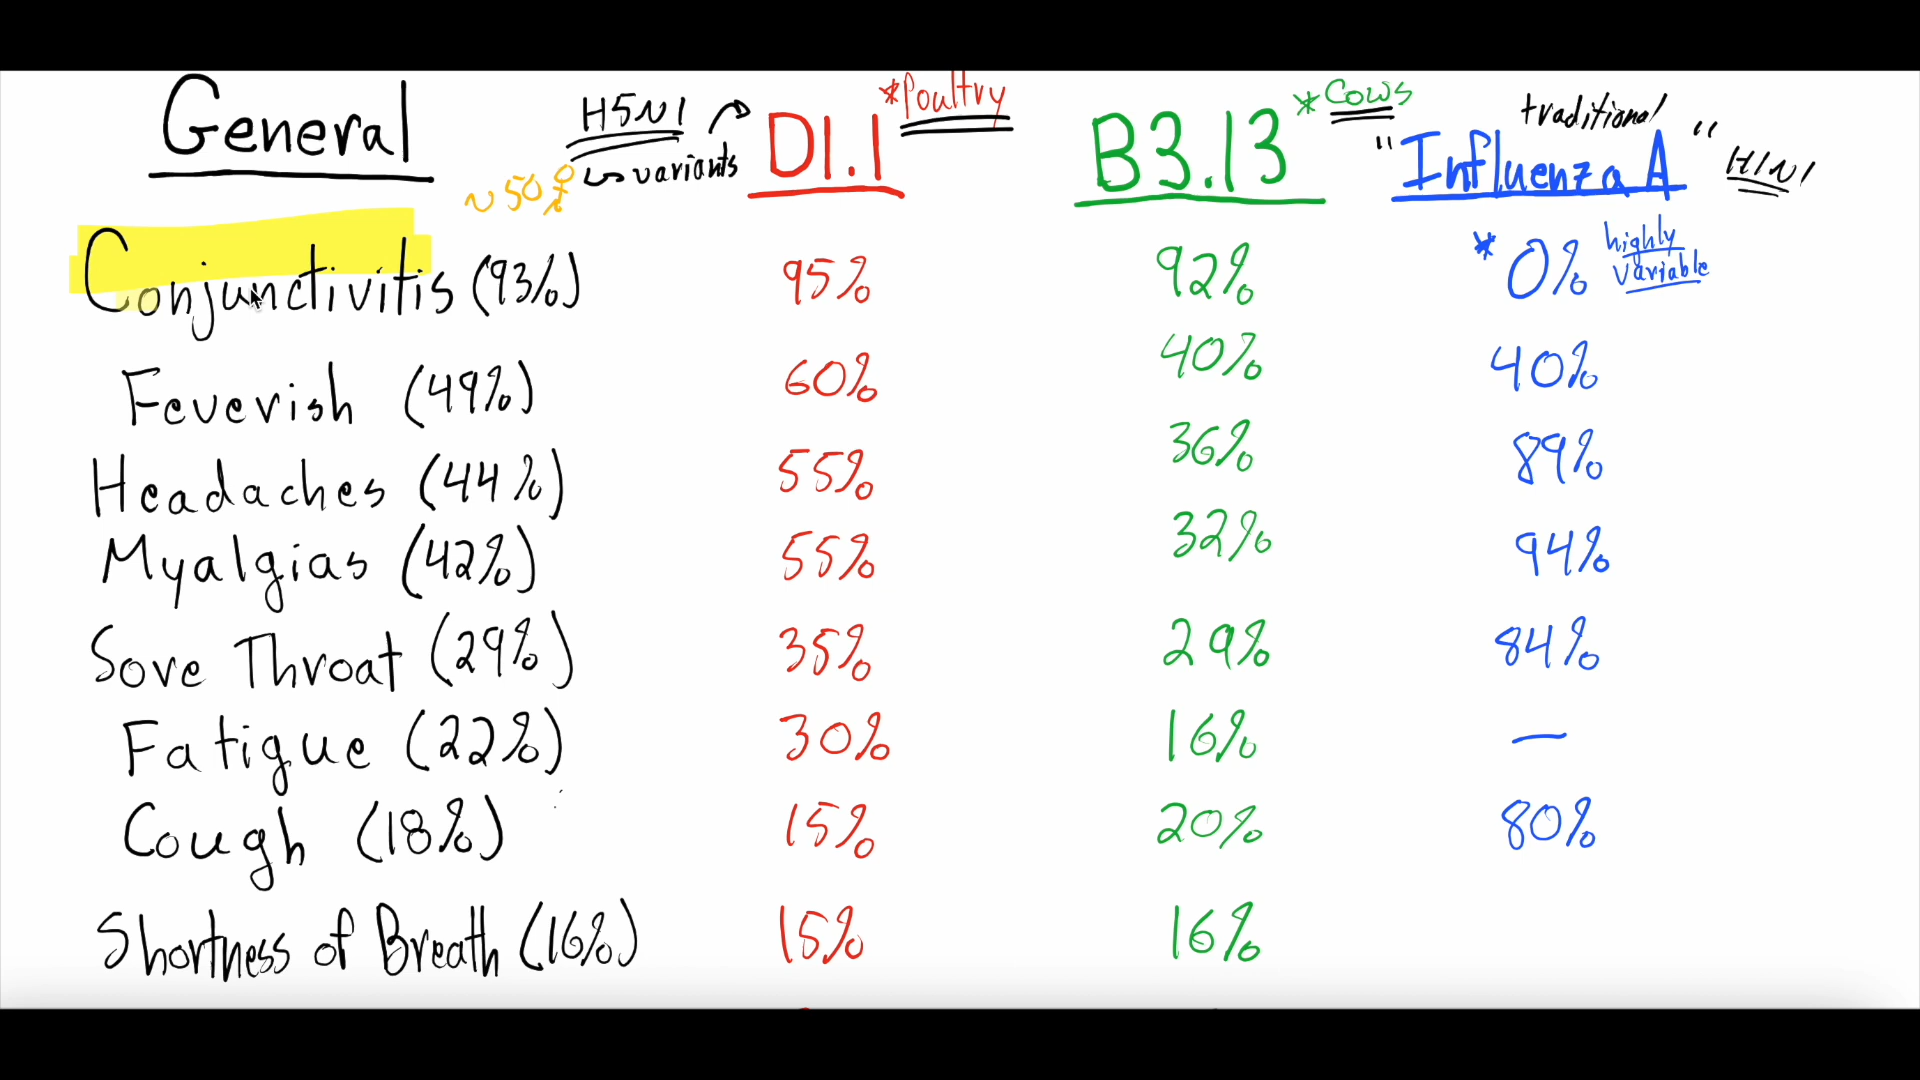 General
H5N1
↳ variants
~50
D1.1
*Poultry
B3.13
*Cows
traditional
"Influenza A"
H1N1
Conjunctivitis (93%) 95% 92% *0% highly
variable
Feverish (49%) 60% 40% 40%
Headaches (44%) 55% 36% 89%
Myalgias (42%) 55% 32% 94%
Sore Throat (29%) 35% 29% 84%
Fatigue (22%) 30% 16% —
Cough (18%) 15% 20% 80%
Shortness of Breath (16%) 15% 16%